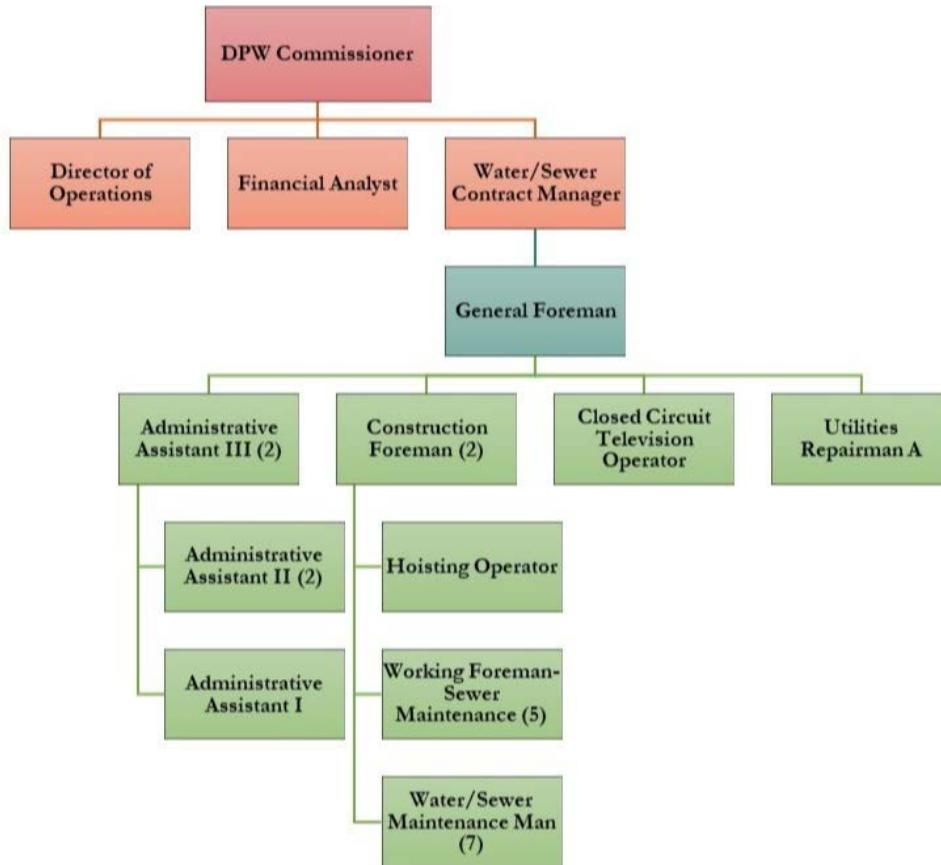 DPW Commissioner
Director of
Operations
Financial Analyst
Water/Sewer
Contract Manager
General Foreman
Administrative
Assistant III (2)
Construction
Foreman (2)
Closed Circuit
Television
Operator
Utilities
Repairman A
Administrative
Assistant II (2)
Hoisting Operator
Administrative
Assistant I
Working Foreman-
Sewer
Maintenance (5)
Water/Sewer
Maintenance Man
(7)